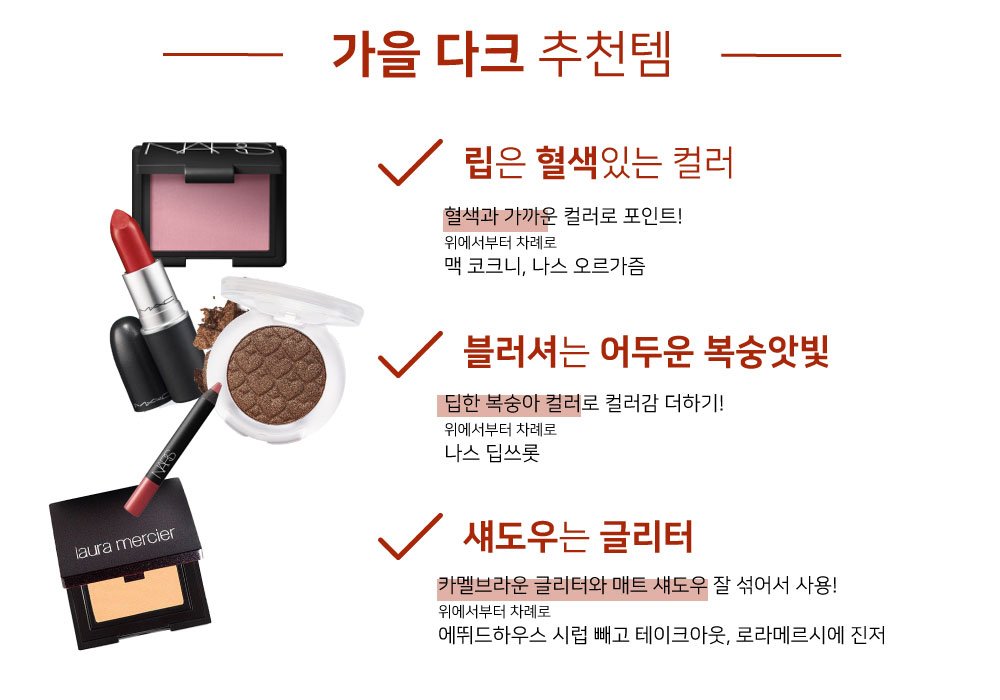 가을 다크 추천템
NARS
립은 혈색있는 컬러
혈색과 가까운 컬러로 포인트!
위에서부터 차례로
맥 코크니, 나스 오르가즘
MAC
블러셔는 어두운 복숭앗빛
딥한 복숭아 컬러로 컬러감 더하기!
위에서부터 차례로
나스 딥쓰롯
MAC
NARS
laura mercier
섀도우는 글리터
카멜브라운 글리터와 매트 섀도우 잘 섞어서 사용!
위에서부터 차례로
에뛰드하우스 시럽 빼고 테이크아웃, 로라메르시에 진저